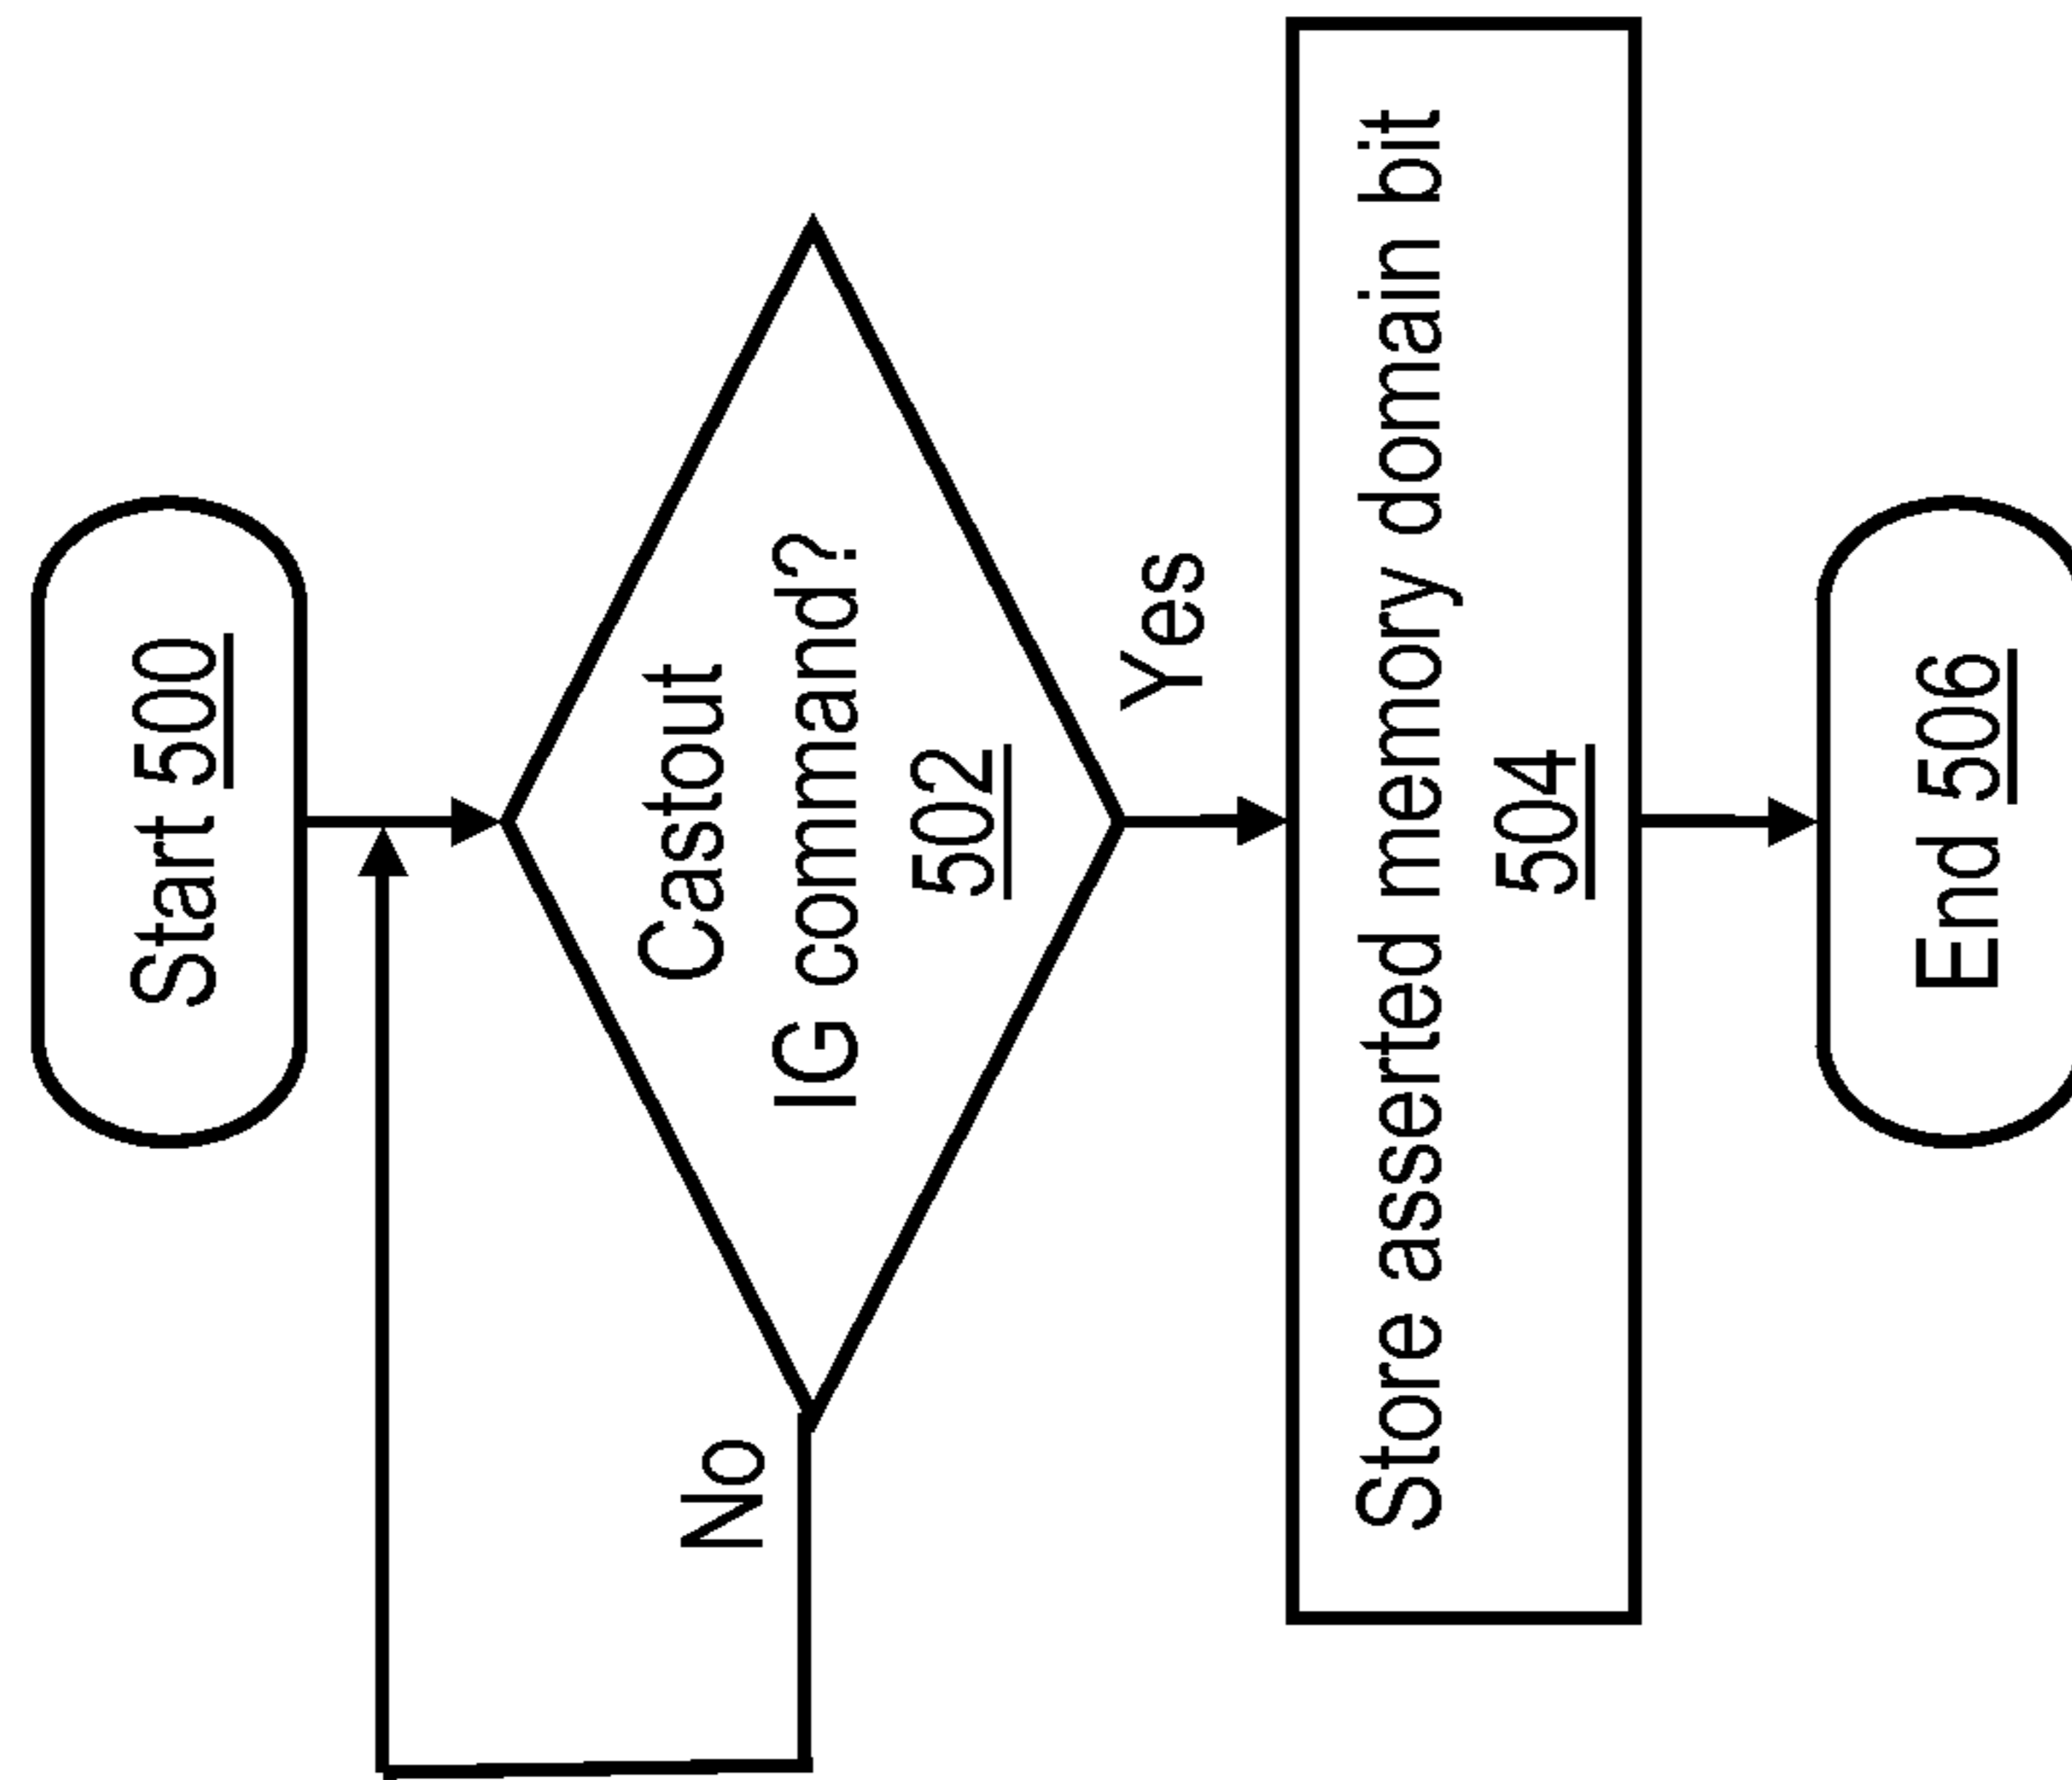 Start 500
Castout
IG command?
502
No
Yes
Store asserted memory domain bit
504
End 506